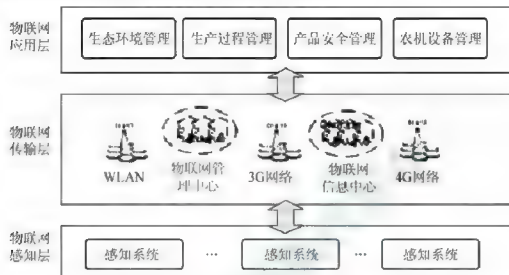 物联网
应用层
生态环境管理 生产过程管理 产品安全管理 农机设备管理
物联网
传输层
WLAN
物联网管
理中心
3G网络
物联网
信息中心
4G网络
物联网
感知层
感知系统 … 感知系统 … 感知系统